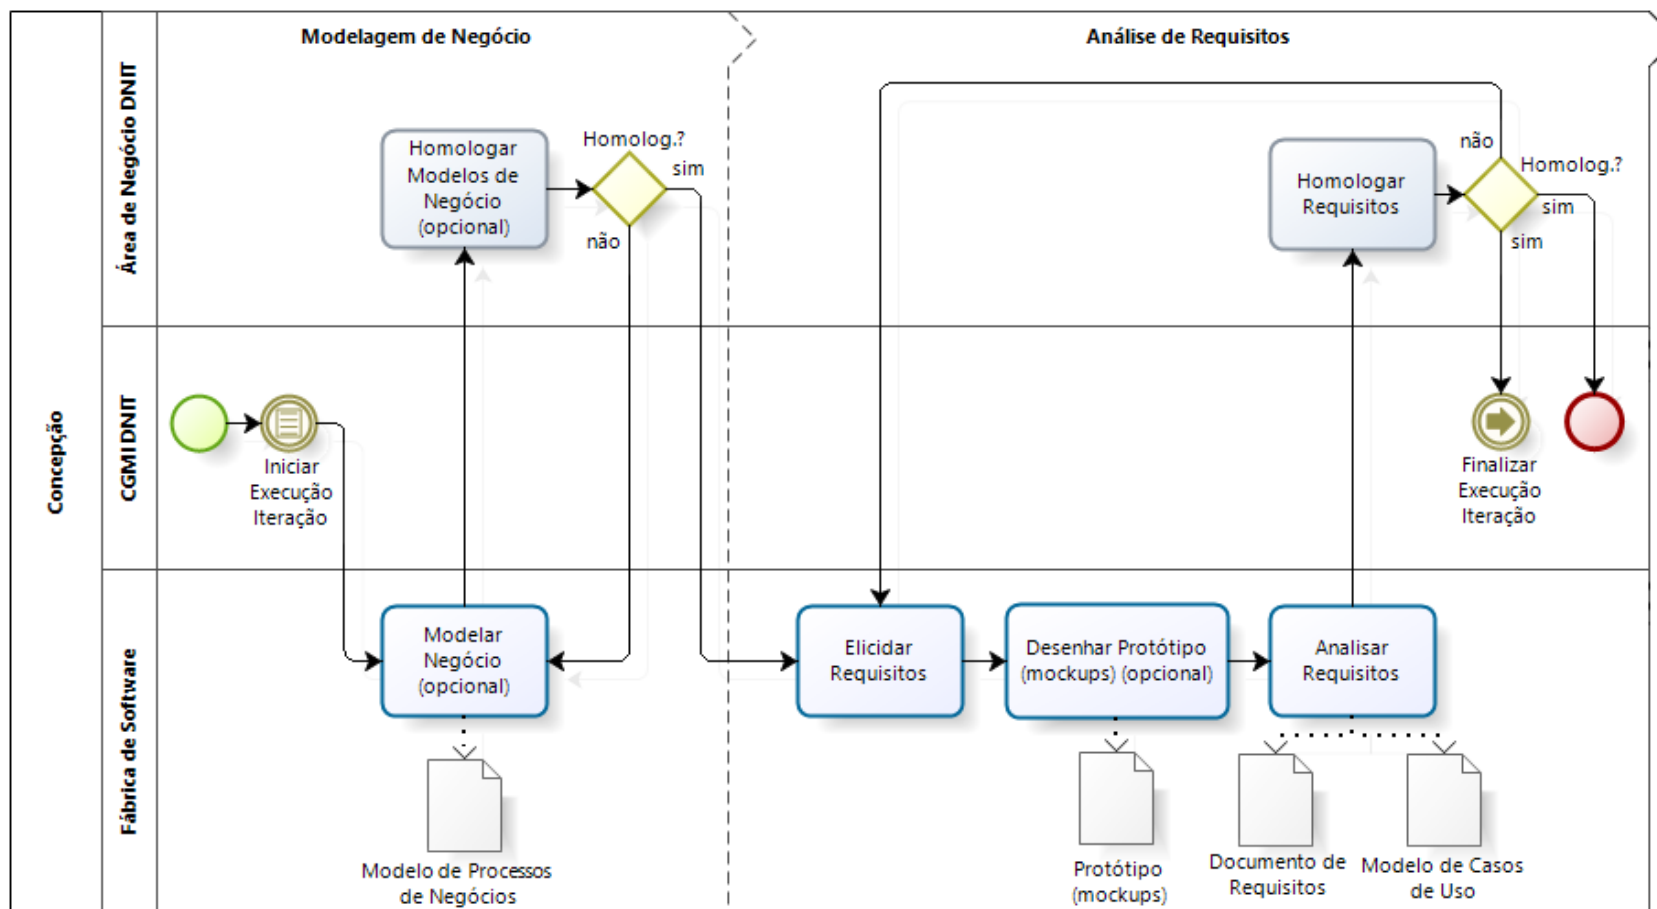 Modelagem de Negócio
Análise de Requisitos
Concepção
Área de Negócio DNIT
Homologar
Modelos de
Negócio
(opcional)
Homolog.?
sim
não
Homologar
Requisitos
não
Homolog.?
sim
sim
CGMI DNIT
Iniciar
Execução
Iteração
Finalizar
Execução
Iteração
Fábrica de Software
Modelar
Negócio
(opcional)
Elicidar
Requisitos
Desenhar Protótipo
(mockups) (opcional)
Analisar
Requisitos
Modelo de Processos
de Negócios
Protótipo
(mockups)
Documento de
Requisitos
Modelo de Casos
de Uso